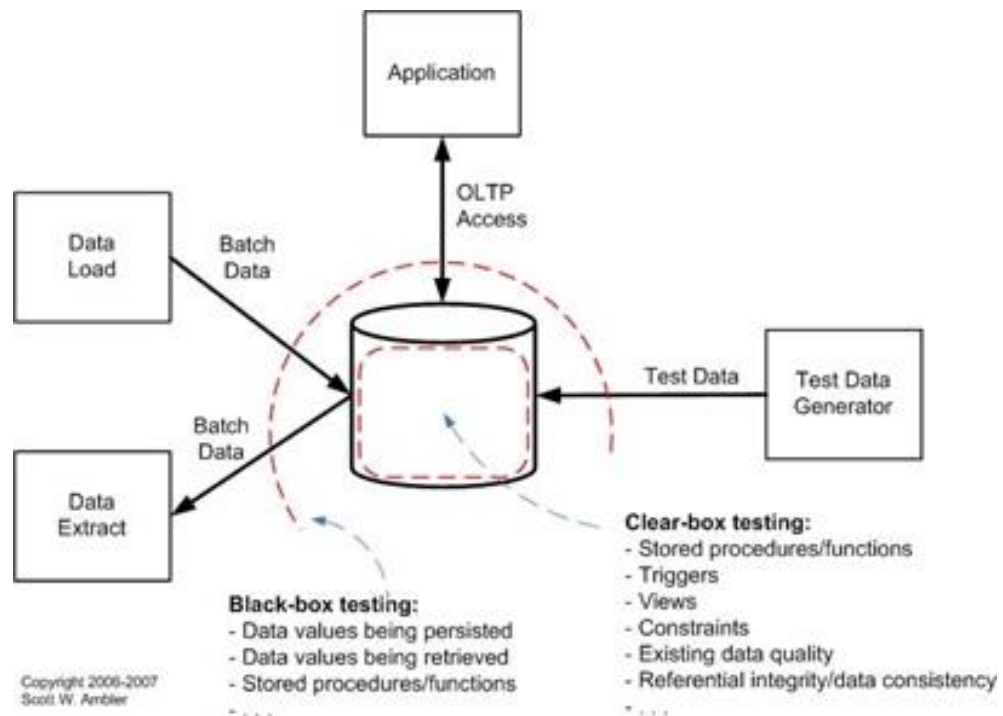 Application
OLTP
Access
Data
Load
Batch
Data
Test Data
Test Data
Generator
Batch
Data
Data
Extract
Black-box testing:
- Data values being persisted
- Data values being retrieved
- Stored procedures/functions
- . . .
Clear-box testing:
- Stored procedures/functions
- Triggers
- Views
- Constraints
- Existing data quality
- Referential integrity/data consistency
- . . .
Copyright 2006-2007
Scott W. Ambler